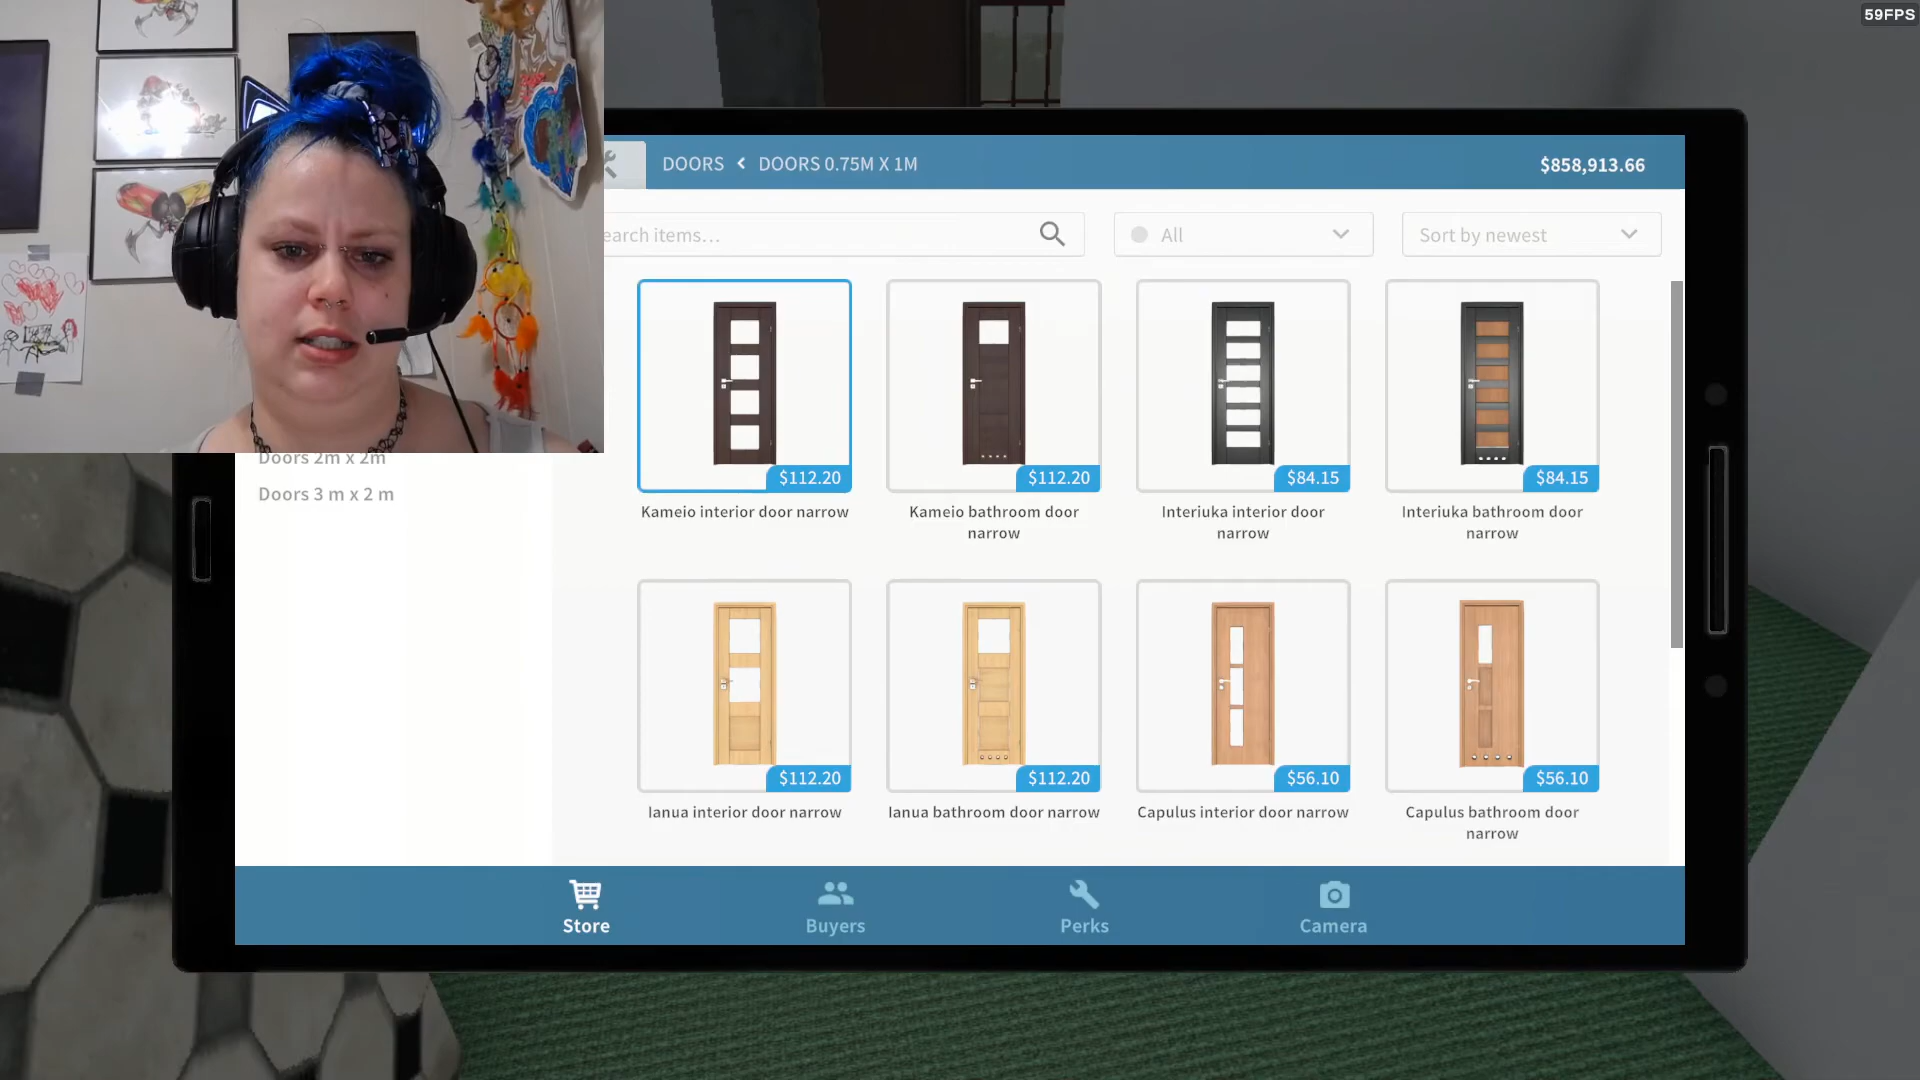 59FPS
DOORS < DOORS 0.75M X 1M
$858,913.66
earch items...
All
Sort by newest
Doors 2m x 2m
Doors 3 m x 2 m
$112.20
$112.20
$84.15
$84.15
Kameio interior door narrow
Kameio bathroom door
narrow
Interiuka interior door
narrow
Interiuka bathroom door
narrow
$112.20
$112.20
$56.10
$56.10
Ianua interior door narrow
Ianua bathroom door narrow
Capulus interior door narrow
Capulus bathroom door
narrow
Store
Buyers
Perks
Camera